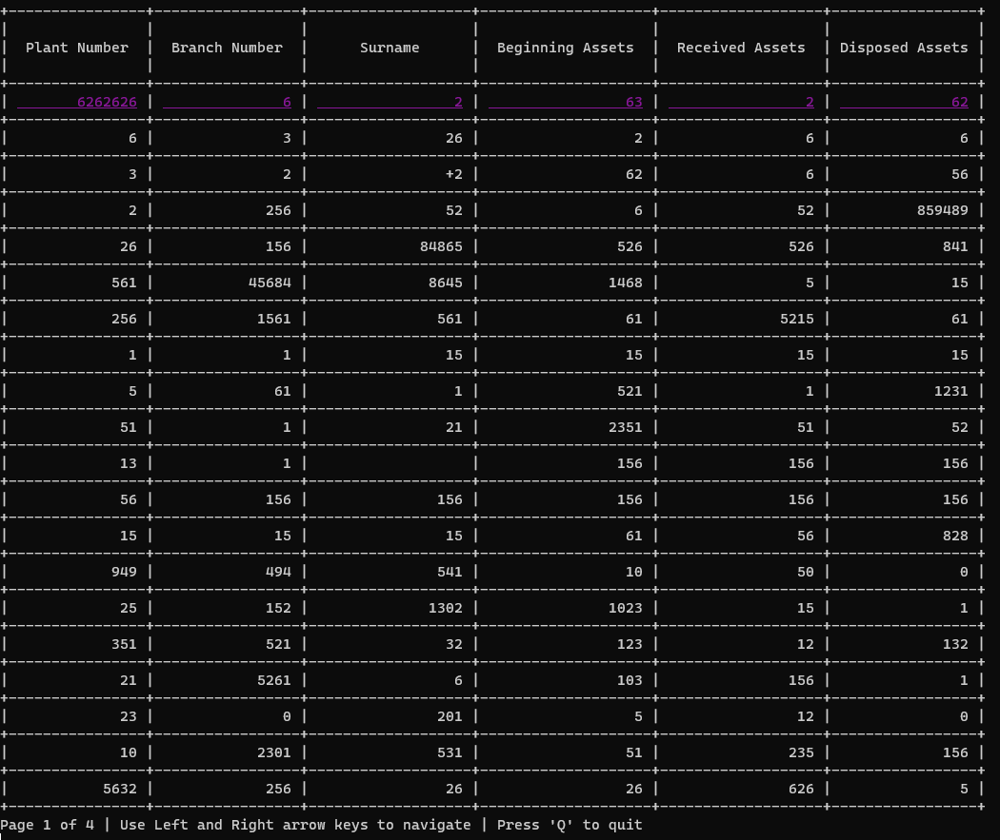 Plant Number | Branch Number | Surname | Beginning Assets | Received Assets | Disposed Assets
6262626 | 6 | 2 | 63 | 2 | 62
6 | 3 | 26 | 2 | 6 | 6
3 | 2 | +2 | 62 | 6 | 56
2 | 256 | 52 | 6 | 52 | 859489
26 | 156 | 84865 | 526 | 526 | 841
561 | 45684 | 8645 | 1468 | 5 | 15
256 | 1561 | 561 | 61 | 5215 | 61
1 | 1 | 15 | 15 | 15 | 15
5 | 61 | 1 | 521 | 1 | 1231
51 | 1 | 21 | 2351 | 51 | 52
13 | 1 | | 156 | 156 | 156
56 | 156 | 156 | 156 | 156 | 156
15 | 15 | 15 | 61 | 56 | 828
949 | 494 | 541 | 10 | 50 | 0
25 | 152 | 1302 | 1023 | 15 | 1
351 | 521 | 32 | 123 | 12 | 132
21 | 5261 | 6 | 103 | 156 | 1
23 | 0 | 201 | 5 | 12 | 0
10 | 2301 | 531 | 51 | 235 | 156
5632 | 256 | 26 | 26 | 626 | 5
Page 1 of 4 | Use Left and Right arrow keys to navigate | Press 'Q' to quit